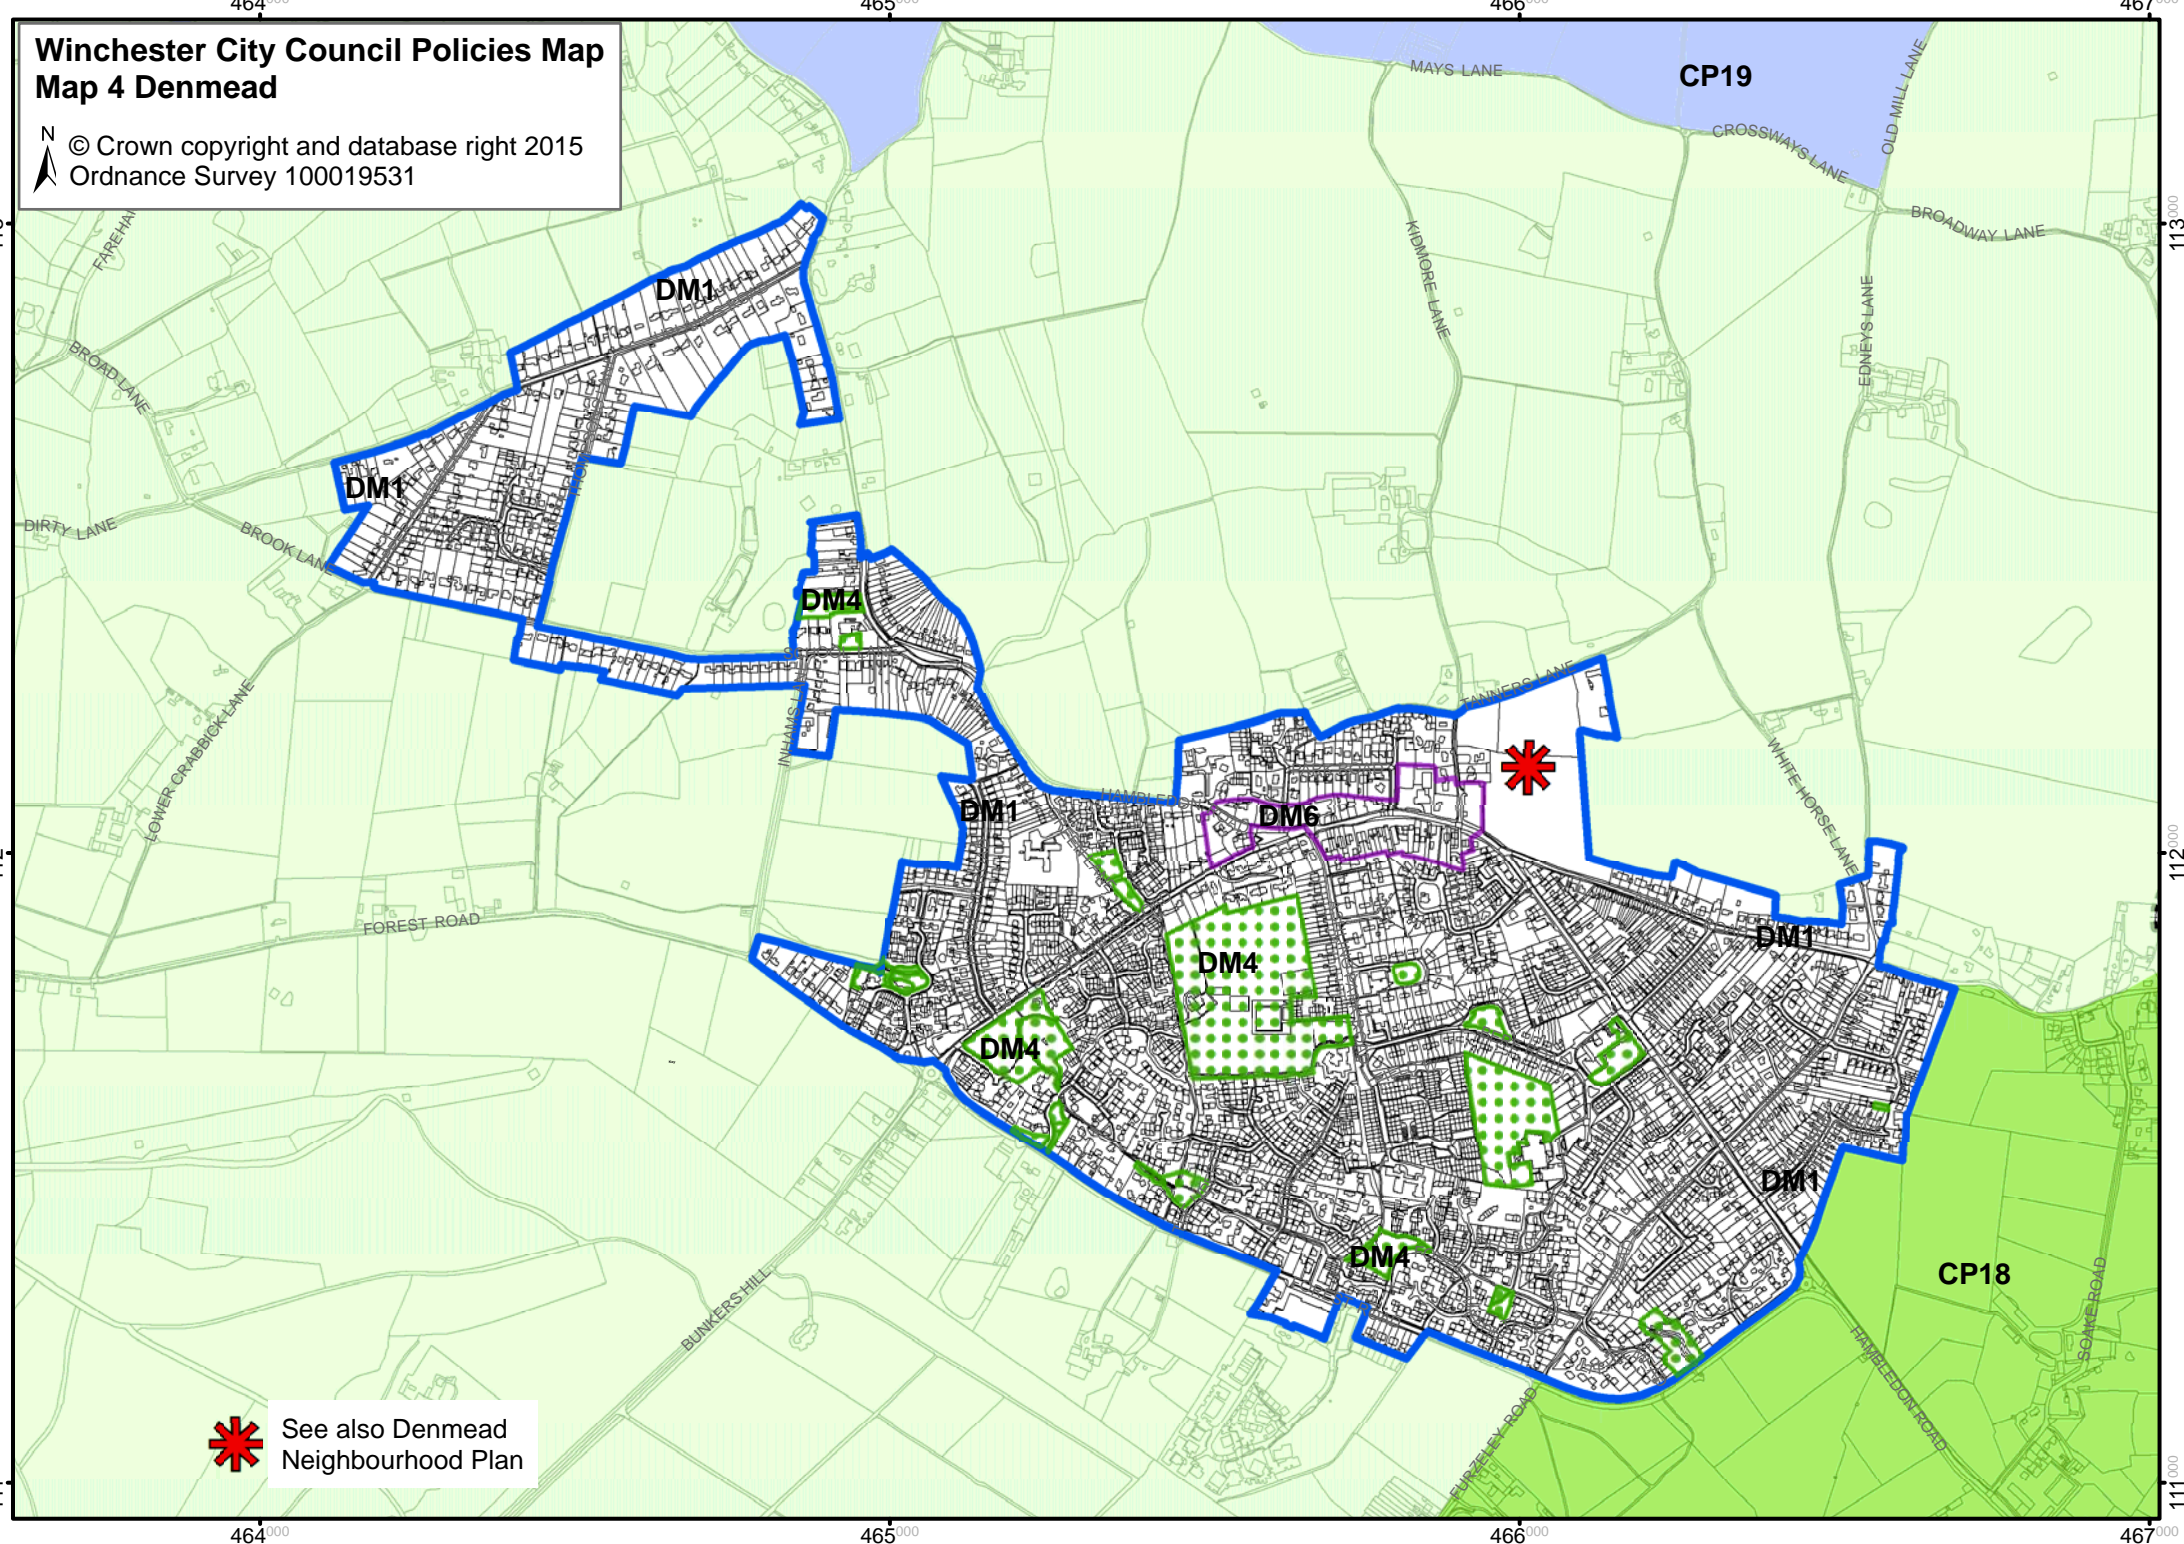 464000
465000
466000
467000
Winchester City Council Policies Map
Map 4 Denmead
N
© Crown copyright and database right 2015
Ordnance Survey 100019531
MAYS LANE
CP19
OLD MILL LANE
CROSSWAYS LANE
BROADWAY LANE
113000
KIDMORE LANE
EDNEYS LANE
DM1
BROAD LANE
DM1
DIRTY LANE
BROOK LANE
DM4
INHAMS
TANNERS LANE
LOWER CRABBICK LANE
WHITE HORSE LANE
DM1
DM6
112000
FOREST ROAD
DM1
DM4
DM4
DM1
DM4
CP18
SOAKE ROAD
BUNKERS HILL
HAMBLEDON ROAD
FURZELEY ROAD
See also Denmead
Neighbourhood Plan
111000
464000
465000
466000
467000